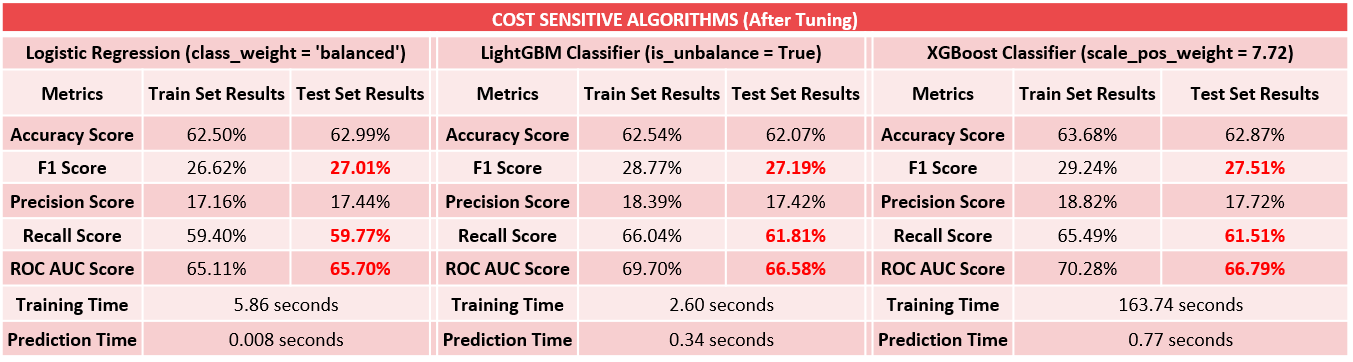 COST SENSITIVE ALGORITHMS (After Tuning)
Logistic Regression (class_weight = 'balanced') LightGBM Classifier (is_unbalance = True) XGBoost Classifier (scale_pos_weight = 7.72)
Metrics Train Set Results Test Set Results Metrics Train Set Results Test Set Results Metrics Train Set Results Test Set Results
Accuracy Score 62.50% 62.99% Accuracy Score 62.54% 62.07% Accuracy Score 63.68% 62.87%
F1 Score 26.62% 27.01% F1 Score 28.77% 27.19% F1 Score 29.24% 27.51%
Precision Score 17.16% 17.44% Precision Score 18.39% 17.42% Precision Score 18.82% 17.72%
Recall Score 59.40% 59.77% Recall Score 66.04% 61.81% Recall Score 65.49% 61.51%
ROC AUC Score 65.11% 65.70% ROC AUC Score 69.70% 66.58% ROC AUC Score 70.28% 66.79%
Training Time 5.86 seconds Training Time 2.60 seconds Training Time 163.74 seconds
Prediction Time 0.008 seconds Prediction Time 0.34 seconds Prediction Time 0.77 seconds